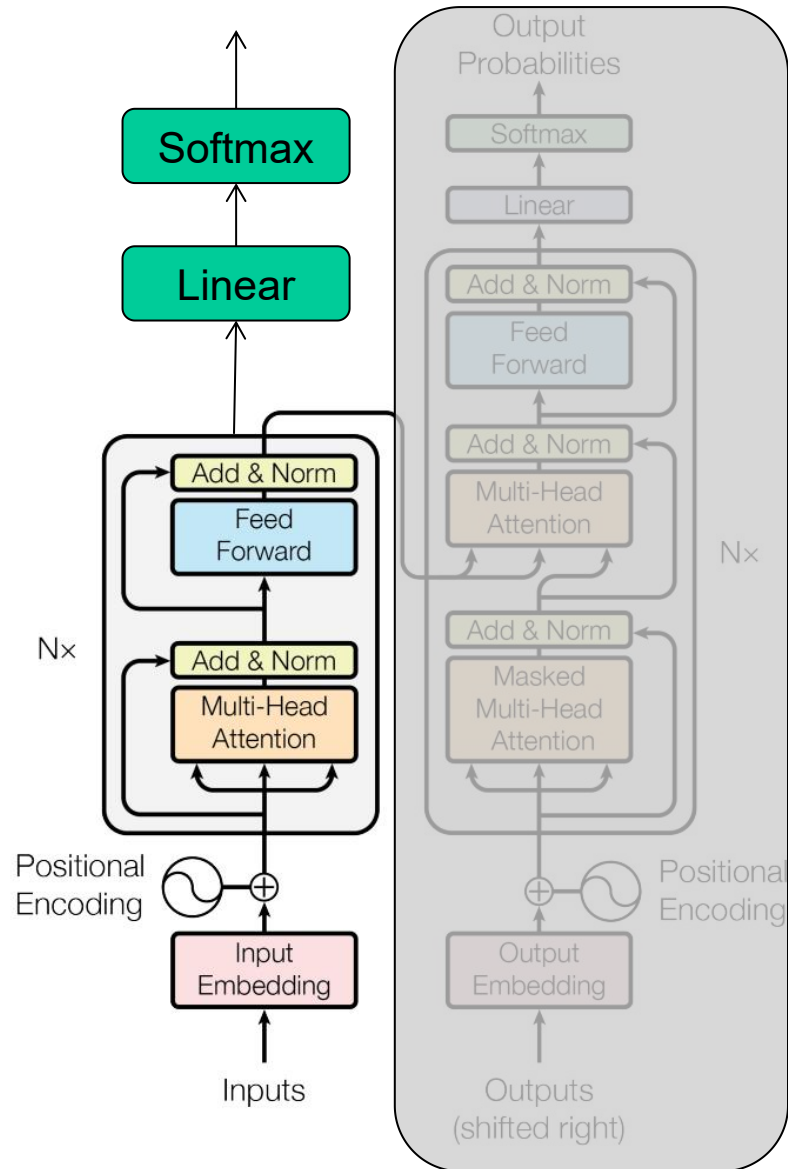 Softmax
Linear
Add & Norm
Feed
Forward
Nx
Add & Norm
Multi-Head
Attention
Positional
Encoding
Input
Embedding
Inputs
Output
Probabilities
Softmax
Linear
Add & Norm
Feed
Forward
Add & Norm
Multi-Head
Attention
Nx
Add & Norm
Masked
Multi-Head
Attention
Positional
Encoding
Output
Embedding
Outputs
(shifted right)